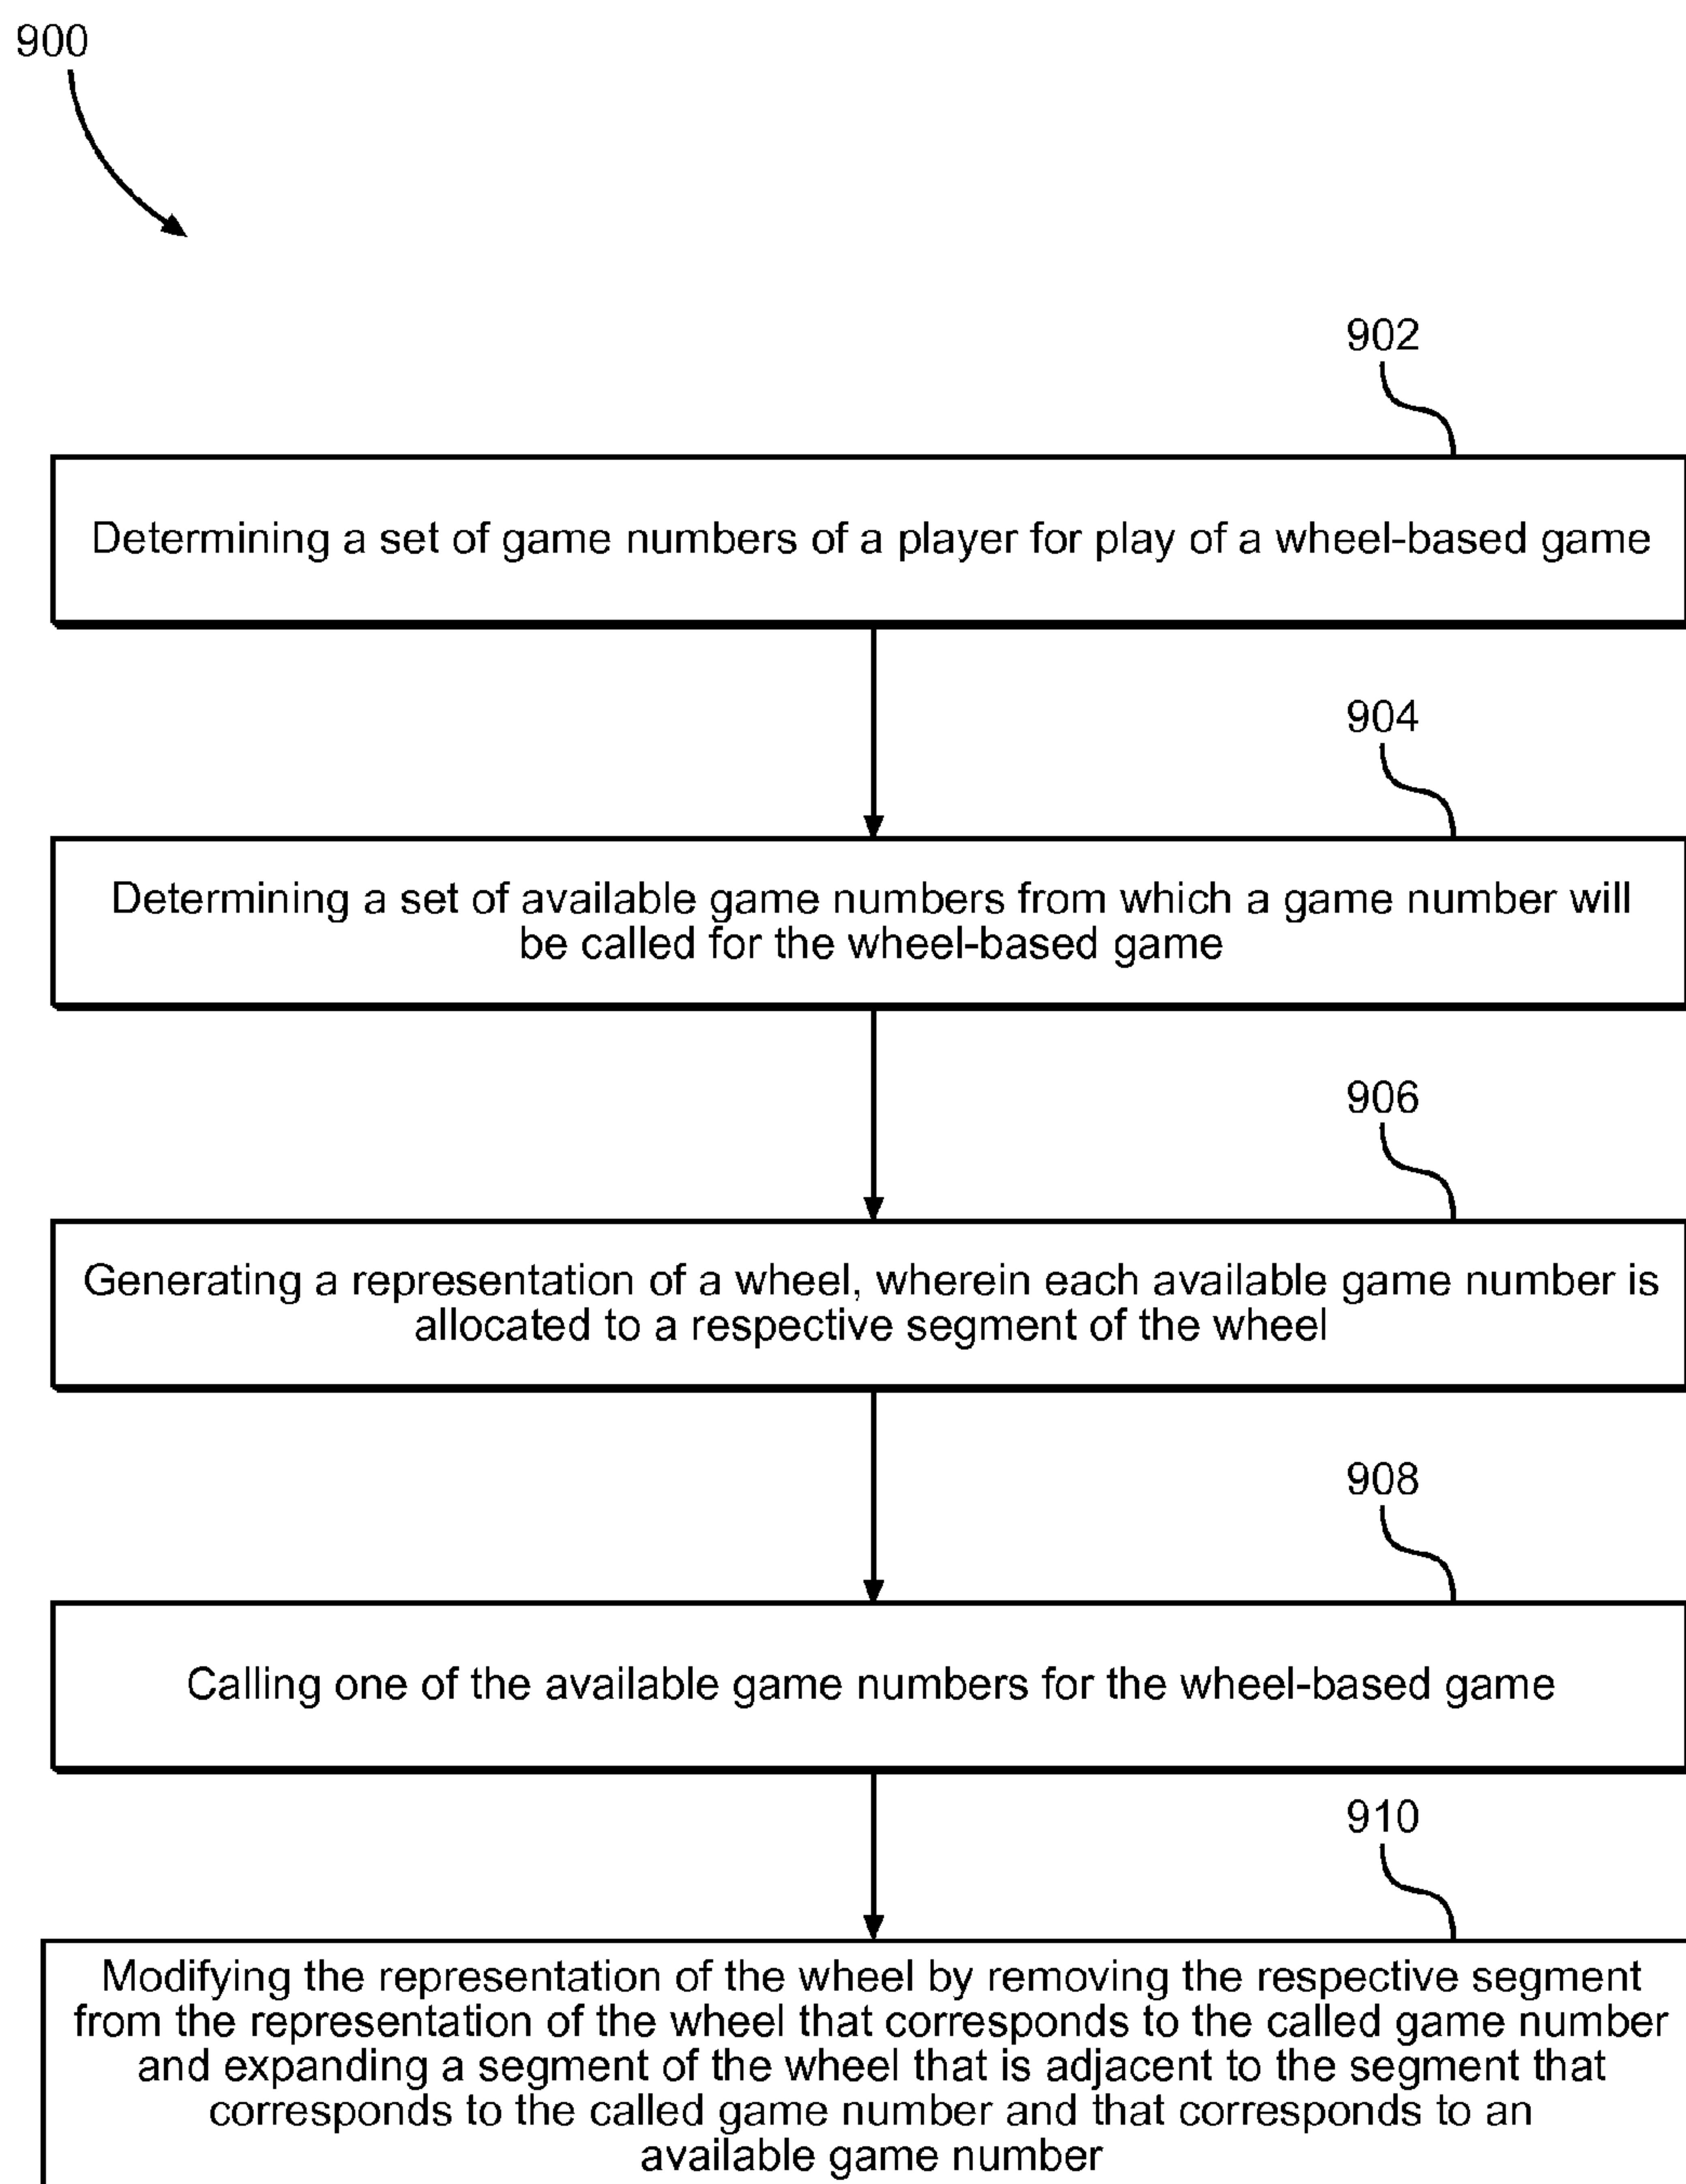 900
902
Determining a set of game numbers of a player for play of a wheel-based game
904
Determining a set of available game numbers from which a game number will
be called for the wheel-based game
906
Generating a representation of a wheel, wherein each available game number is
allocated to a respective segment of the wheel
908
Calling one of the available game numbers for the wheel-based game
910
Modifying the representation of the wheel by removing the respective segment
from the representation of the wheel that corresponds to the called game number
and expanding a segment of the wheel that is adjacent to the segment that
corresponds to the called game number and that corresponds to an
available game number